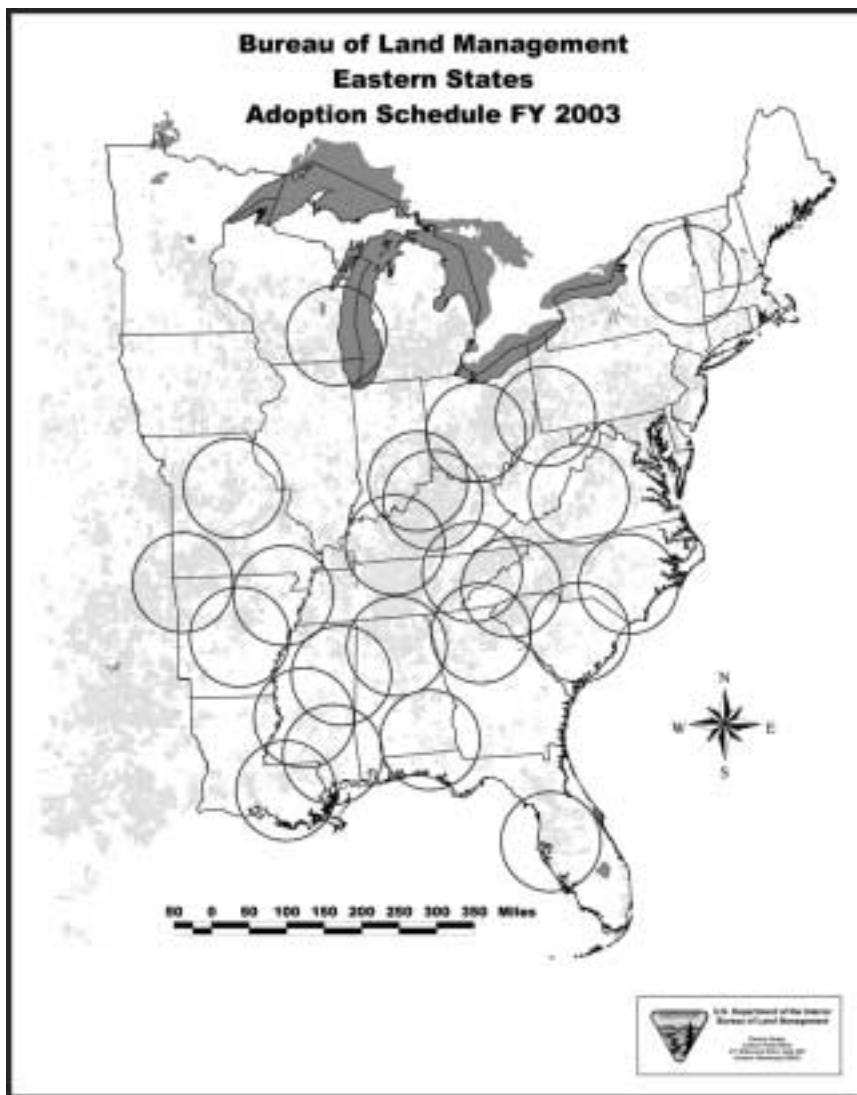 Bureau of Land Management
Eastern States
Adoption Schedule FY 2003
N
W E
S
50 0 50 100 150 200 250 300 350 Miles
U.S. Department of the Interior
Bureau of Land Management